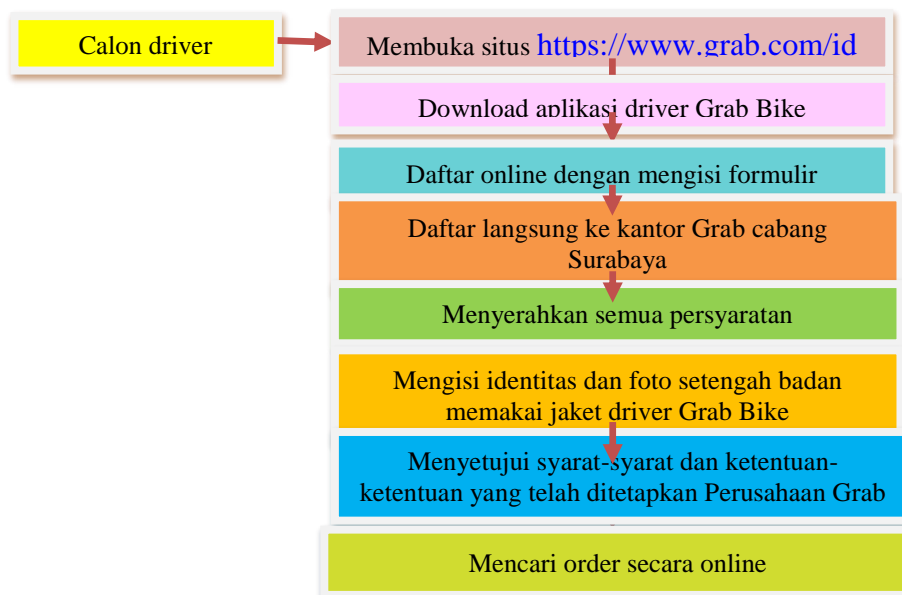 Calon driver
Membuka situs https://www.grab.com/id
Download aplikasi driver Grab Bike
Daftar online dengan mengisi formulir
Daftar langsung ke kantor Grab cabang
Surabaya
Menyerahkan semua persyaratan
Mengisi identitas dan foto setengah badan
memakai jaket driver Grab Bike
Menyetujui syarat-syarat dan ketentuan-
ketentuan yang telah ditetapkan Perusahaan Grab
Mencari order secara online